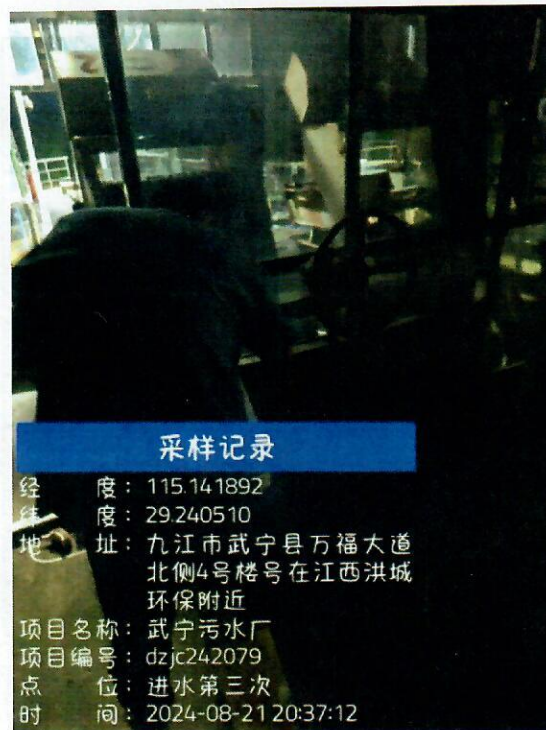 采样记录
经度：115.141892
纬度：29.240510
地址：九江市武宁县万福大道
北侧4号楼号在江西洪城
环保附近
项目名称：武宁污水厂
项目编号：dzjc242079
点位：进水第三次
时间：2024-08-21 20:37:12